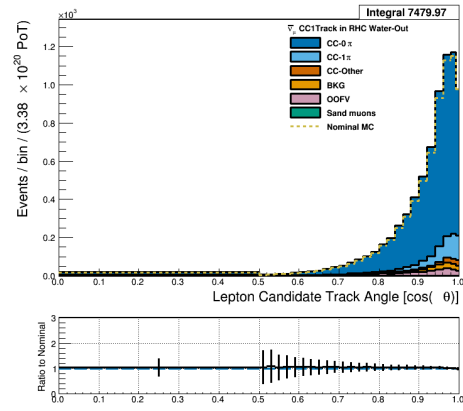 Integral 7479.97
×10³
ν̄_μ CC1Track in RHC Water-Out
CC-0 π
CC-1π
CC-Other
BKG
OOFV
Sand muons
Nominal MC
Events / bin / (3.38 × 10²⁰ PoT)
1.2
1.0
0.8
0.6
0.4
0.2
0.0
0.0 0.1 0.2 0.3 0.4 0.5 0.6 0.7 0.8 0.9 1.0
Lepton Candidate Track Angle [cos( θ)]
Ratio to Nominal
3
2
1
0
0.0 0.1 0.2 0.3 0.4 0.5 0.6 0.7 0.8 0.9 1.0